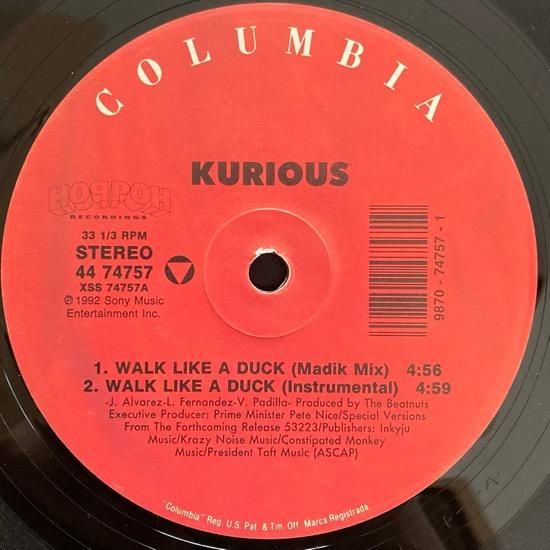 COLUMBIA
KURIOUS
HOPPOH
RECORDINGS
33 1/3 RPM
STEREO
44 74757
XSS 74757A
℗ 1992 Sony Music
Entertainment Inc.
9870 - 74757 - 1
1. WALK LIKE A DUCK (Madik Mix) 4:56
2. WALK LIKE A DUCK (Instrumental) 4:59
-J. Alvarez-L. Fernandez-V. Padilla- Produced by The Beatnuts
Executive Producer: Prime Minister Pete Nice/Special Versions
From The Forthcoming Release 53223/Publishers: Inkyju
Music/Krazy Noise Music/Constipated Monkey
Music/President Taft Music (ASCAP)
"Columbia" Reg. U.S. Pat. & Tm. Off. Marca Registrada.